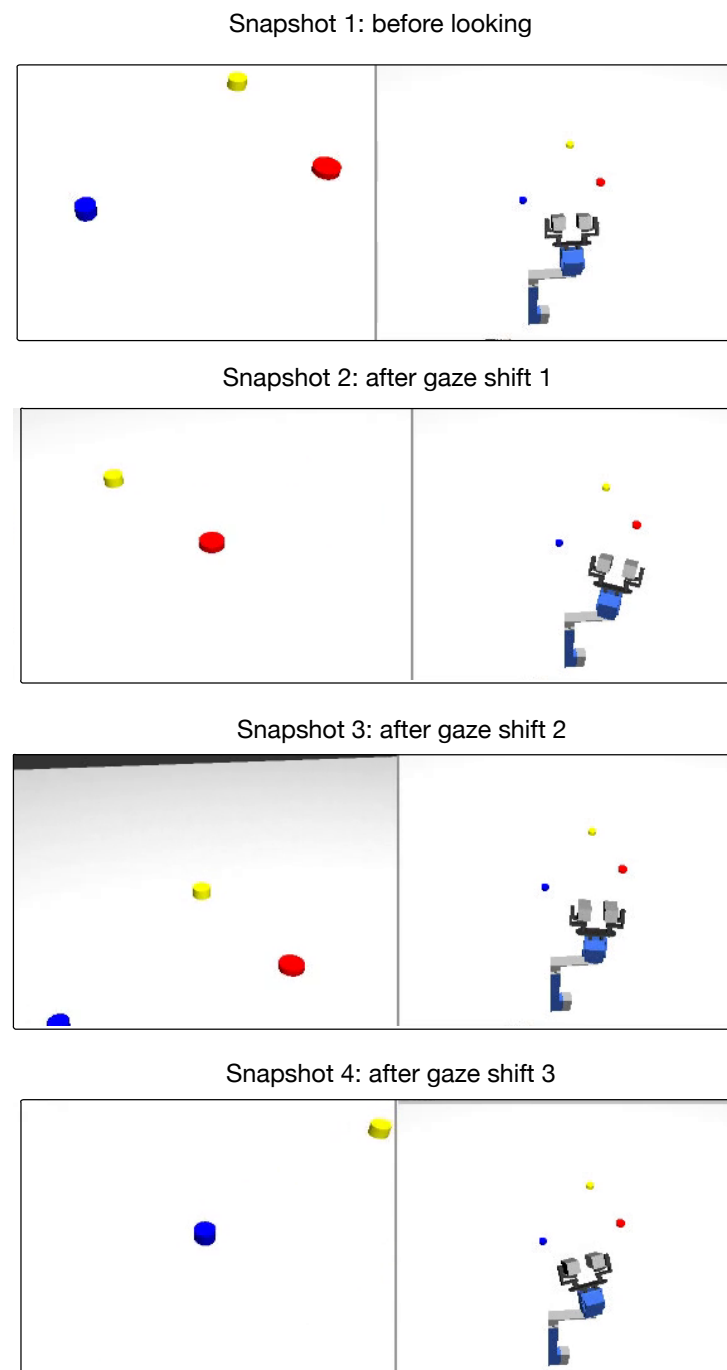 Snapshot 1: before looking
Snapshot 2: after gaze shift 1
Snapshot 3: after gaze shift 2
Snapshot 4: after gaze shift 3